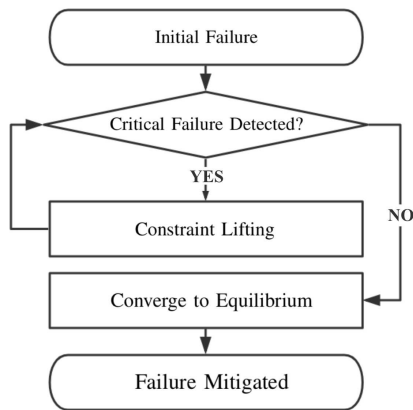 Initial Failure
Critical Failure Detected?
YES
NO
Constraint Lifting
Converge to Equilibrium
Failure Mitigated